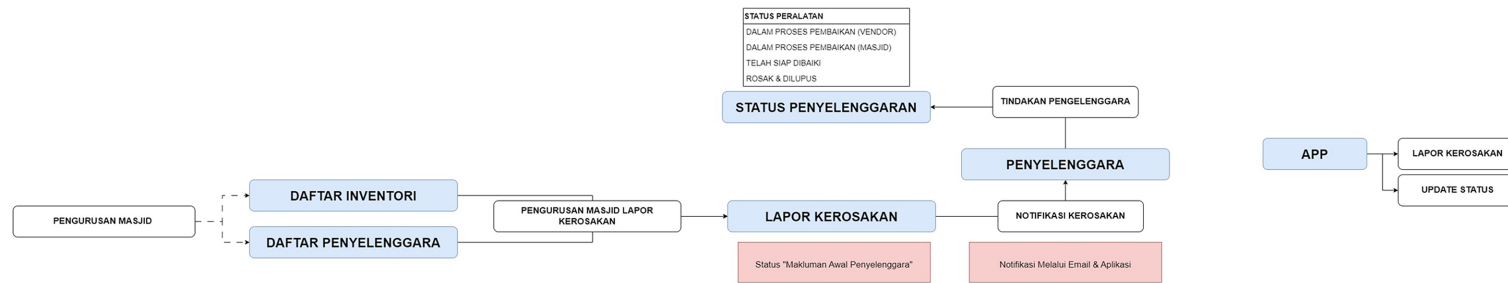 STATUS PERALATAN
DALAM PROSES PEMBAIKAN (VENDOR)
DALAM PROSES PEMBAIKAN (MASJID)
TELAH SIAP DIBAIKI
ROSAK & DILUPUS
STATUS PENYELENGGARAN
TINDAKAN PENGELENGGARA
PENYELENGGARA
APP
LAPOR KEROSAKAN
UPDATE STATUS
PENGURUSAN MASJID
DAFTAR INVENTORI
DAFTAR PENYELENGGARA
PENGURUSAN MASJID LAPOR
KEROSAKAN
LAPOR KEROSAKAN
NOTIFIKASI KEROSAKAN
Status "Makluman Awal Penyelenggara"
Notifikasi Melalui Email & Aplikasi